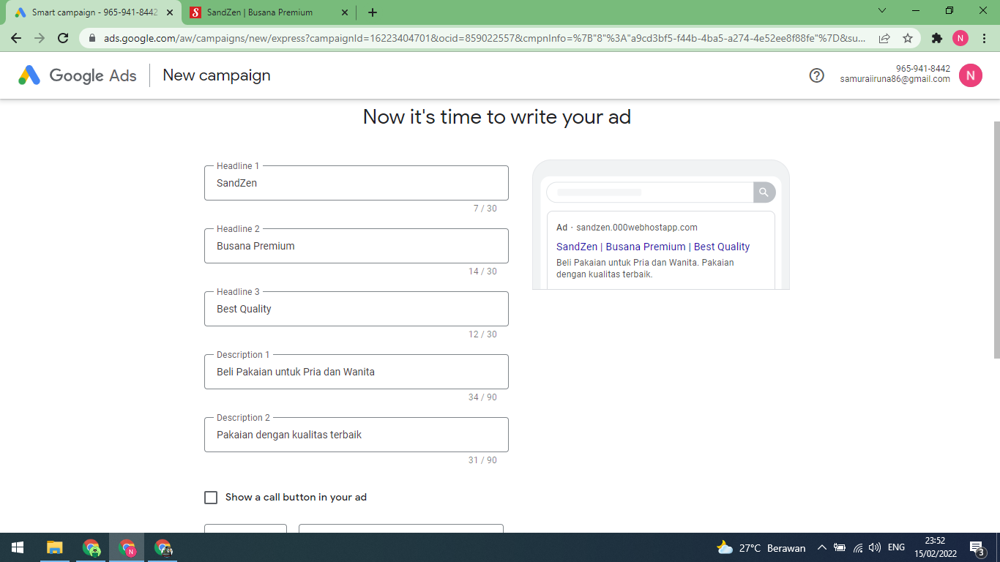 Smart campaign - 965-941-8442
SandZen | Busana Premium
ads.google.com/aw/campaigns/new/express?campaignId=16223404701&ocid=859022557&cmpnInfo=%7B"8"%3A"a9cd3bf5-f44b-4ba5-a274-4e52ee8f88fe"%7D&su...
N
Google Ads
New campaign
965-941-8442
samuraiiruna86@gmail.com
N
Now it's time to write your ad
Headline 1
SandZen
7 / 30
Headline 2
Busana Premium
14 / 30
Headline 3
Best Quality
12 / 30
Description 1
Beli Pakaian untuk Pria dan Wanita
34 / 90
Description 2
Pakaian dengan kualitas terbaik
31 / 90
Show a call button in your ad
Ad · sandzen.000webhostapp.com
SandZen | Busana Premium | Best Quality
Beli Pakaian untuk Pria dan Wanita. Pakaian
dengan kualitas terbaik.
N
27°C Berawan
ENG
23:52
15/02/2022
3